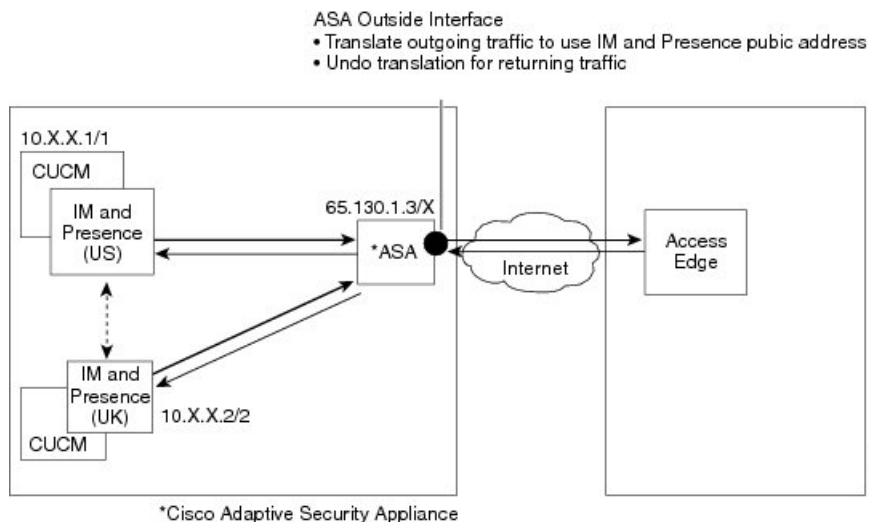 ASA Outside Interface
• Translate outgoing traffic to use IM and Presence pubic address
• Undo translation for returning traffic
10.X.X.1/1
CUCM
IM and
Presence
(US)
65.130.1.3/X
*ASA
Internet
Access
Edge
IM and
Presence
(UK)
10.X.X.2/2
CUCM
*Cisco Adaptive Security Appliance